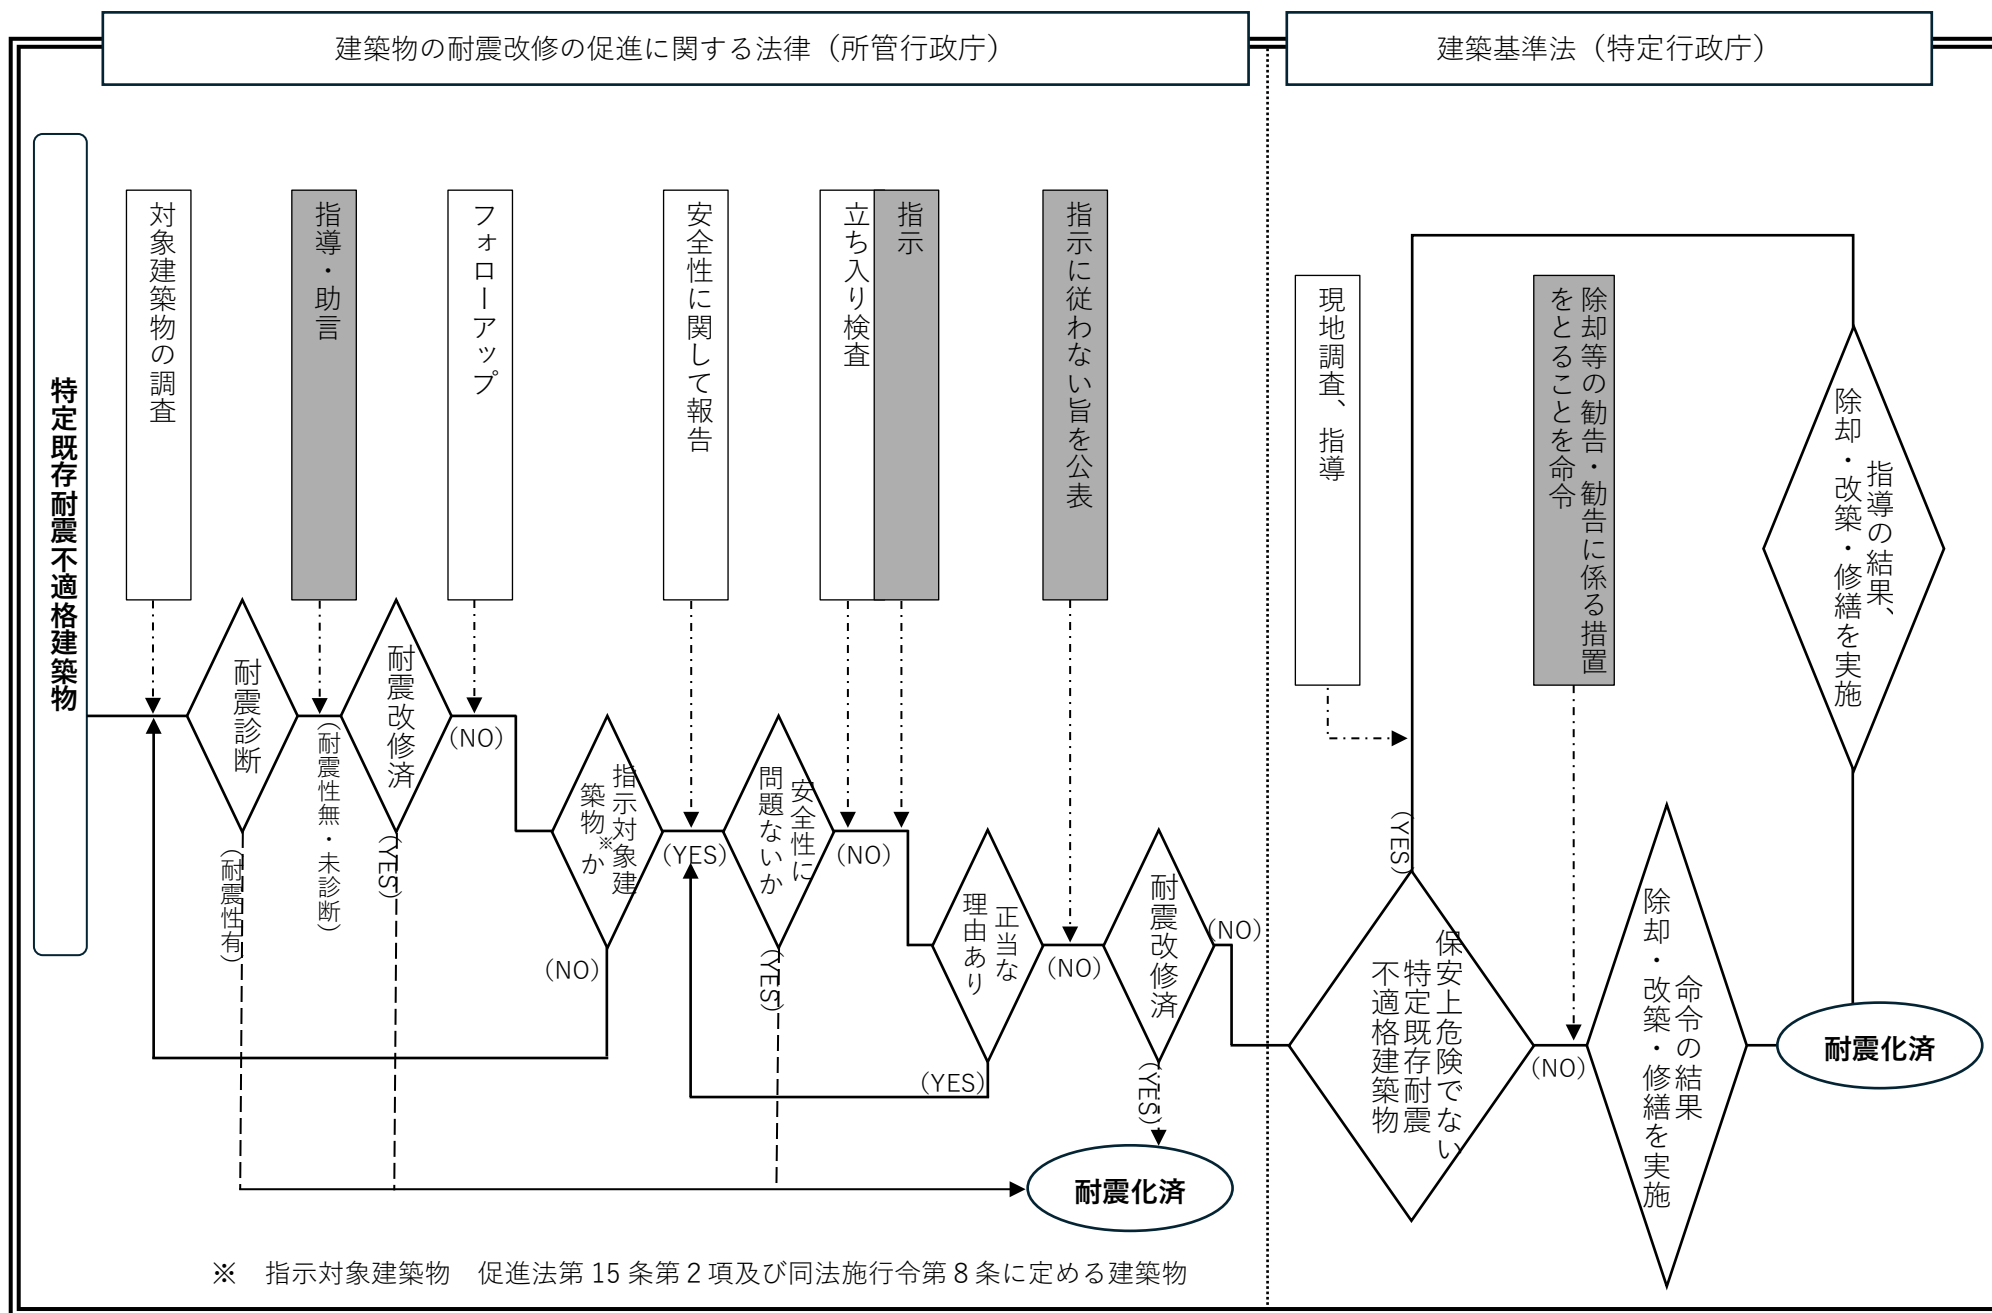 建築物の耐震改修の促進に関する法律（所管行政庁）
建築基準法（特定行政庁）
特定既存耐震不適格建築物
対象建築物の調査
指導・助言
フォローアップ
安全性に関して報告
立ち入り検査
指示
指示に従わない旨を公表
現地調査、指導
除却等の勧告・勧告に係る措置
をとることを命令
指導の結果、
除却・改築・修繕を実施
耐震診断
(耐震性無・未診断)
(耐震性有)
耐震改修済
(NO)
(YES)
指示対象建
築物※か
(YES)
(NO)
安全性に
問題ないか
(NO)
(YES)
正当な
理由あり
(NO)
(YES)
耐震改修済
(NO)
(YES)
耐震化済
保安上危険でない
特定既存耐震
不適格建築物
(YES)
(NO)
命令の結果
除却・改築・修繕を実施
耐震化済
※　指示対象建築物　促進法第 15 条第２項及び同法施行令第８条に定める建築物